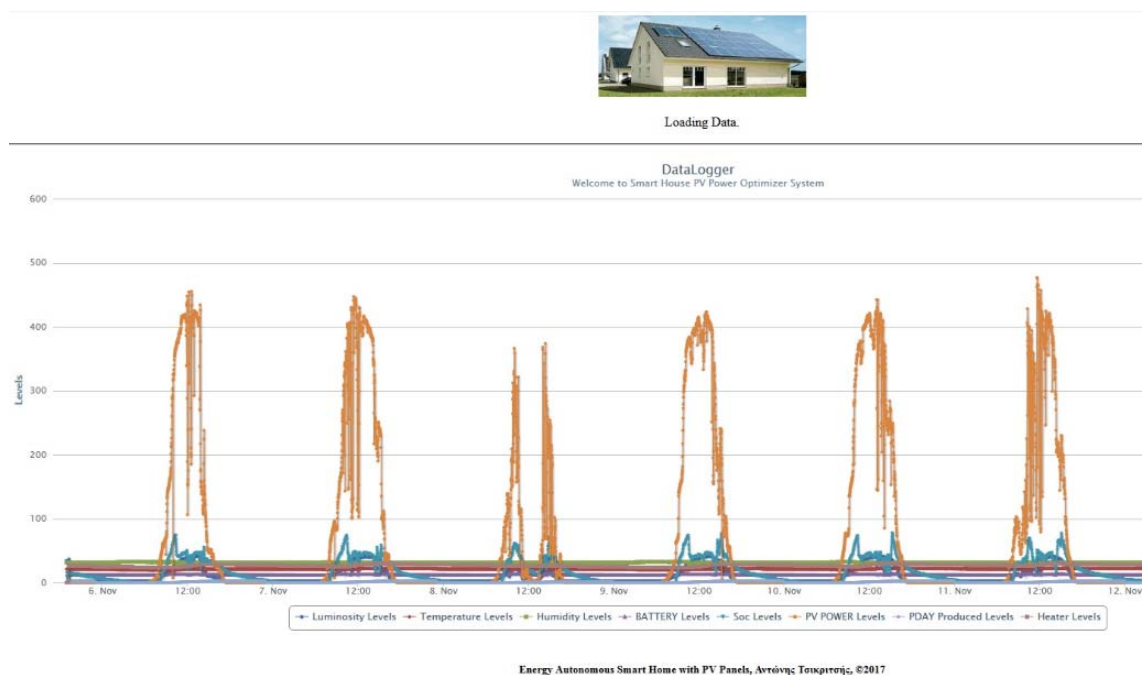 Loading Data.
DataLogger
Welcome to Smart House PV Power Optimizer System
600
500
400
300
200
100
0
Levels
6. Nov 12:00 7. Nov 12:00 8. Nov 12:00 9. Nov 12:00 10. Nov 12:00 11. Nov 12:00 12. Nov
Luminosity Levels Temperature Levels Humidity Levels BATTERY Levels Soc Levels PV POWER Levels PDAY Produced Levels Heater Levels
Energy Autonomous Smart Home with PV Panels, Αντώνης Τσικριτσής, ©2017